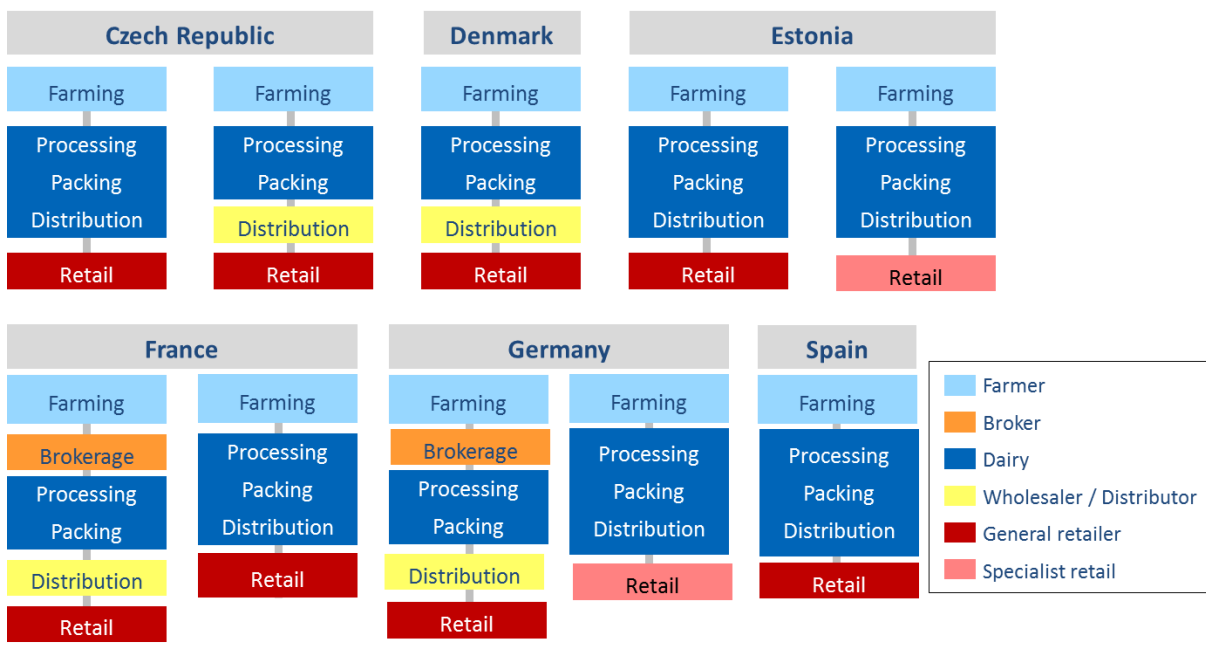 Czech Republic
Farming
Processing
Packing
Distribution
Retail
Farming
Processing
Packing
Distribution
Retail
Denmark
Farming
Processing
Packing
Distribution
Retail
Estonia
Farming
Processing
Packing
Distribution
Retail
Farming
Processing
Packing
Distribution
Retail
France
Farming
Brokerage
Processing
Packing
Distribution
Retail
Farming
Processing
Packing
Distribution
Retail
Germany
Farming
Brokerage
Processing
Packing
Distribution
Retail
Farming
Processing
Packing
Distribution
Retail
Spain
Farming
Processing
Packing
Distribution
Retail
Farmer
Broker
Dairy
Wholesaler / Distributor
General retailer
Specialist retail